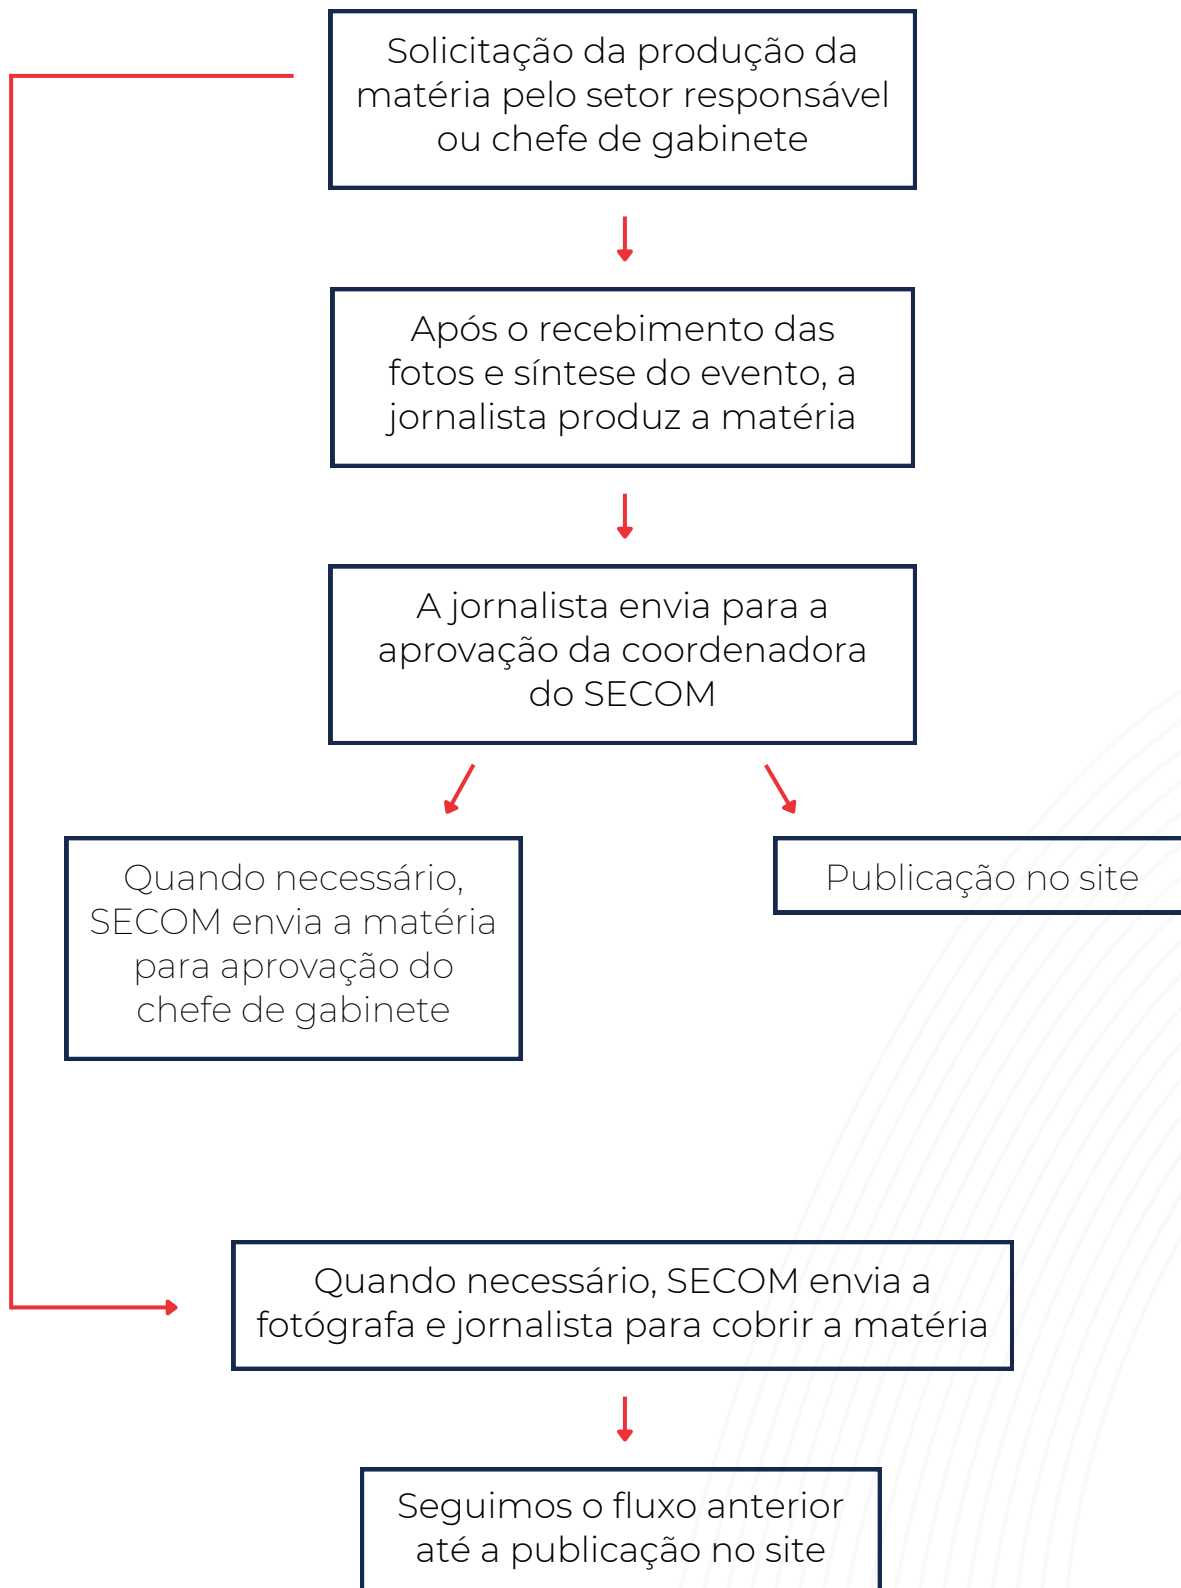 Solicitação da produção da
matéria pelo setor responsável
ou chefe de gabinete
Após o recebimento das
fotos e síntese do evento, a
jornalista produz a matéria
A jornalista envia para a
aprovação da coordenadora
do SECOM
Quando necessário,
SECOM envia a matéria
para aprovação do
chefe de gabinete
Publicação no site
Quando necessário, SECOM envia a
fotógrafa e jornalista para cobrir a matéria
Seguimos o fluxo anterior
até a publicação no site